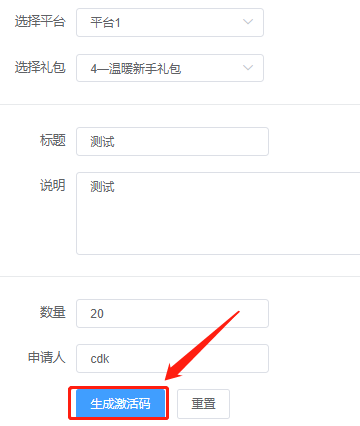 选择平台 平台1
选择礼包 4—温暖新手礼包
标题 测试
说明 测试
数量 20
申请人 cdk
生成激活码 重置